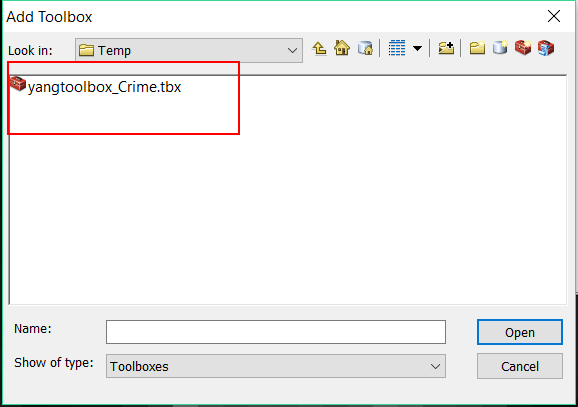 Add Toolbox
Look in: Temp
yangtoolbox_Crime.tbx
Name: Open
Show of type: Toolboxes Cancel